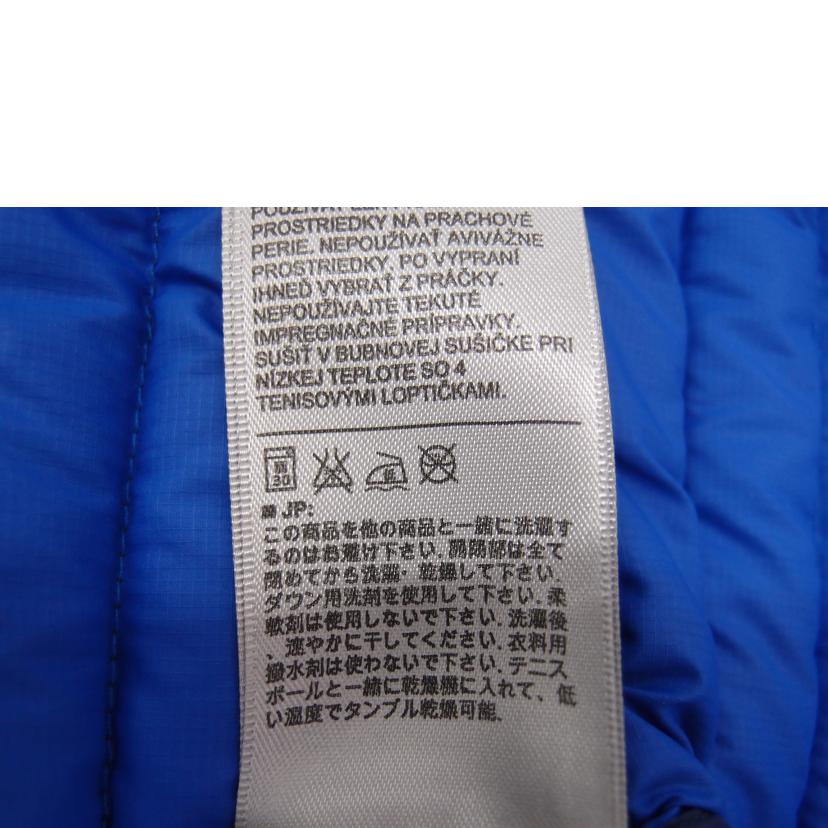 PROSTRIEDKY NA PRACHOVÉ
PERIE. NEPOUŽÍVAŤ AVIVÁŽNE
PROSTRIEDKY. PO VYPRANÍ
IHNEĎ VYBRAŤ Z PRÁČKY.
NEPOUŽÍVAJTE TEKUTÉ
IMPREGNAČNÉ PRÍPRAVKY.
SUŠIŤ V BUBNOVEJ SUŠIČKE PRI
NÍZKEJ TEPLOTE SO 4
TENISOVÝMI LOPTIČKAMI.
弱
30
低
■ JP:
この商品を他の商品と一緒に洗濯す
るのはお避け下さい. 開閉部は全て
閉めてから洗濯・乾燥して下さい.
ダウン用洗剤を使用して下さい. 柔
軟剤は使用しないで下さい. 洗濯後
、速やかに干してください. 衣料用
撥水剤は使わないで下さい. テニス
ボールと一緒に乾燥機に入れて、低
い温度でタンブル乾燥可能.